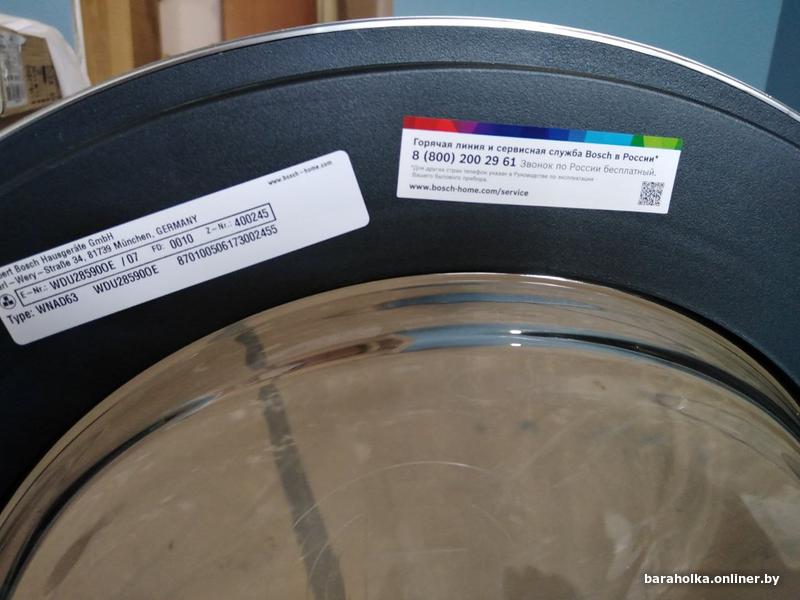 www.bosch-home.com
bert Bosch Hausgeräte GmbH
rl-Wery-Straße 34, 81739 München, GERMANY
E-Nr.: WDU28590OE /07 FD: 0010 Z-Nr.: 400245
Type: WNAD63 WDU28590OE 870100506173002455
Горячая линия и сервисная служба Bosch в России*
8 (800) 200 29 61 Звонок по России бесплатный.
*Для других стран телефон указан в Руководстве по эксплуатации
Вашего бытового прибора.
www.bosch-home.com/service
baraholka.onliner.by